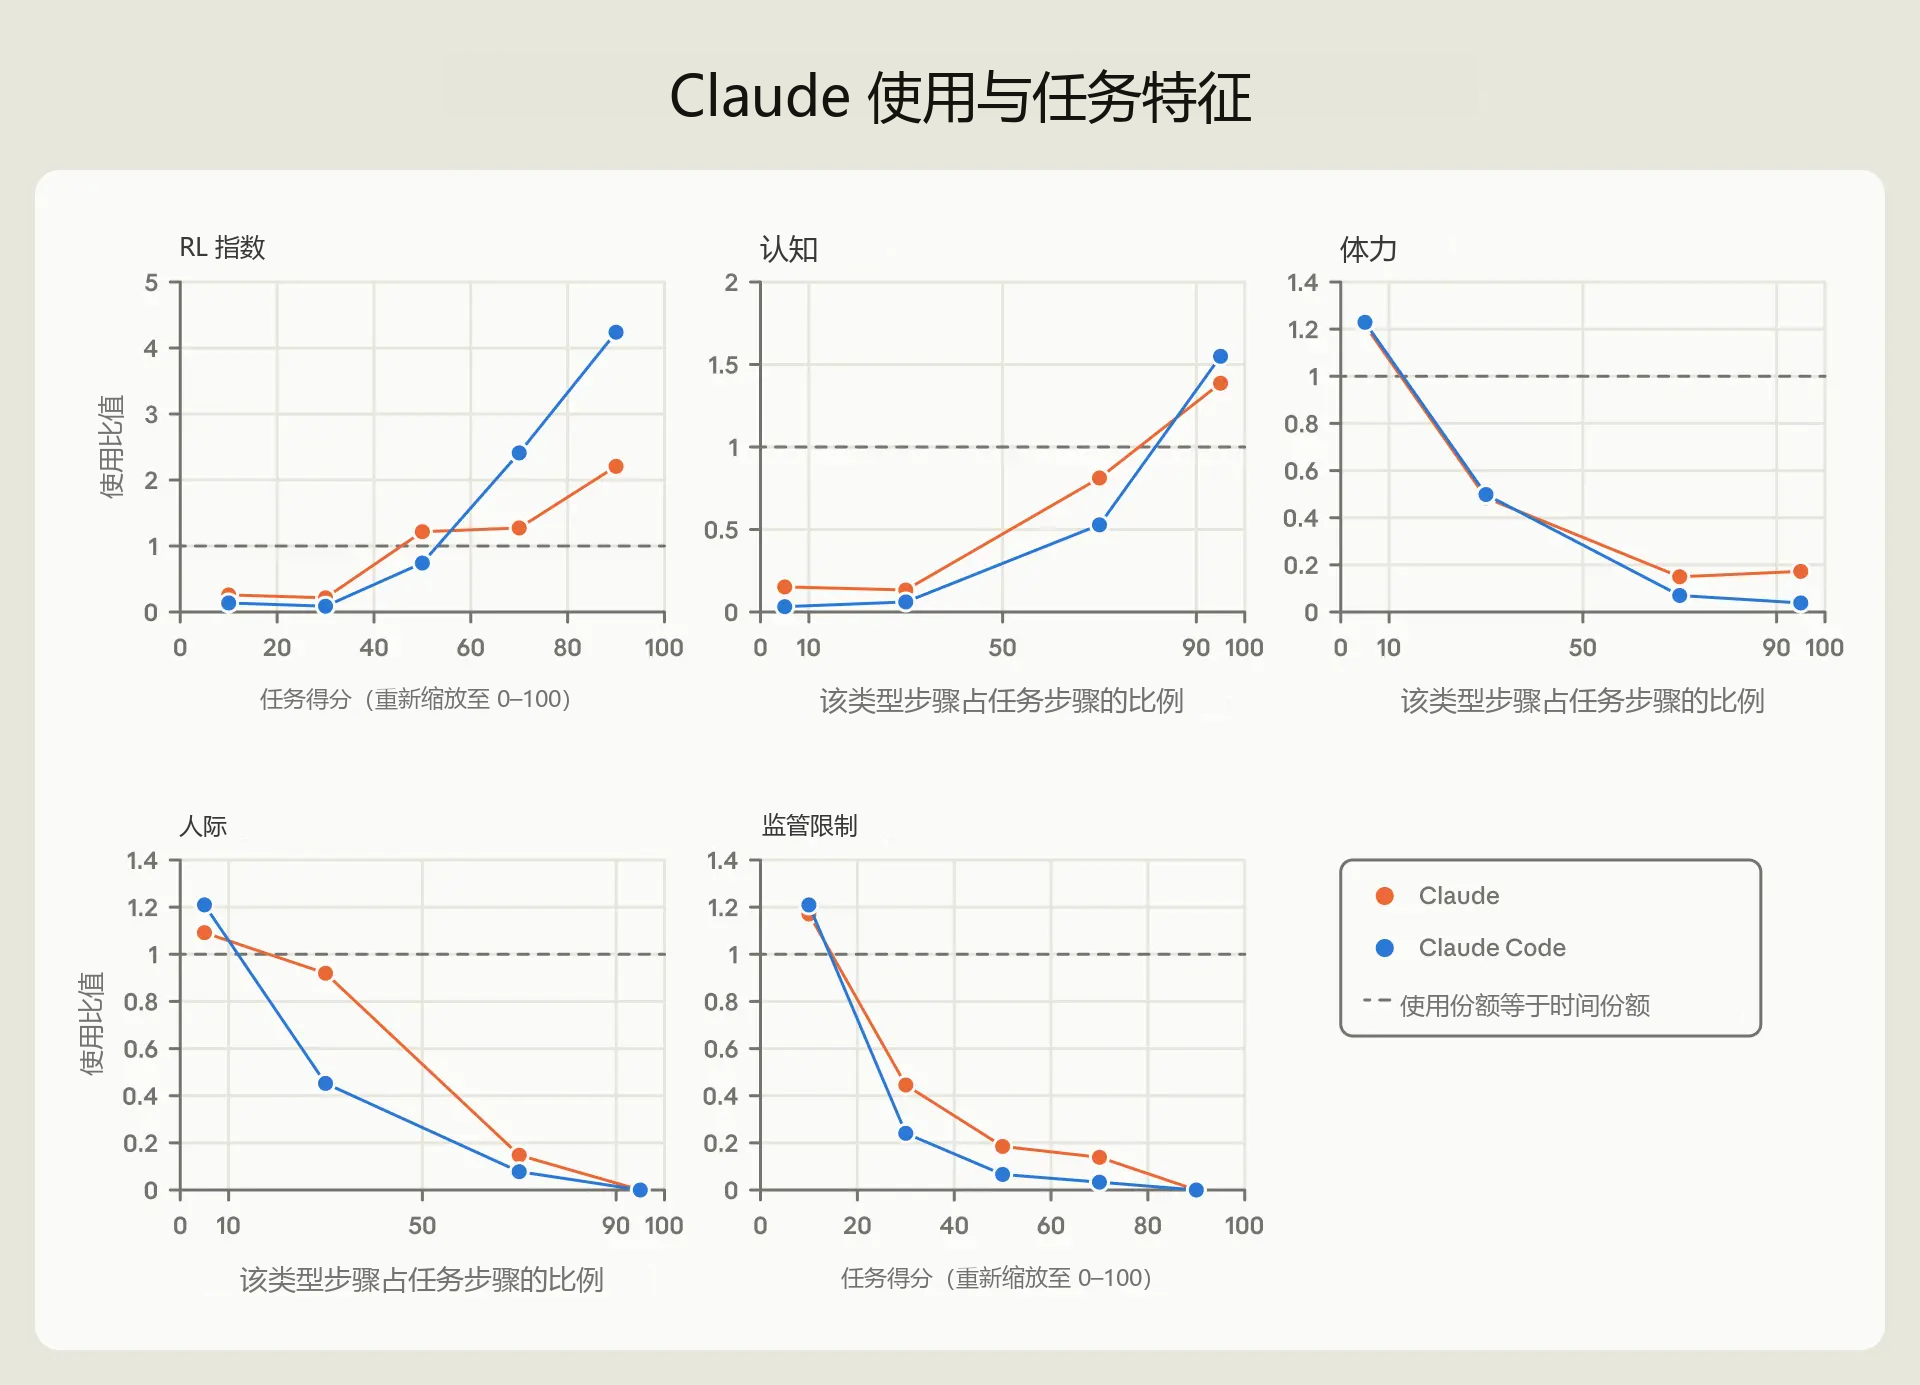 Claude 使用与任务特征
RL 指数
使用比值
5
4
3
2
1
0
0 20 40 60 80 100
任务得分（重新缩放至 0–100）
认知
2
1.5
1
0.5
0
0 10 50 90 100
该类型步骤占任务步骤的比例
体力
1.4
1.2
1
0.8
0.6
0.4
0.2
0
0 10 50 90 100
该类型步骤占任务步骤的比例
人际
使用比值
1.4
1.2
1
0.8
0.6
0.4
0.2
0
0 10 50 90 100
该类型步骤占任务步骤的比例
监管限制
1.4
1.2
1
0.8
0.6
0.4
0.2
0
0 20 40 60 80 100
任务得分（重新缩放至 0–100）
Claude
Claude Code
使用份额等于时间份额